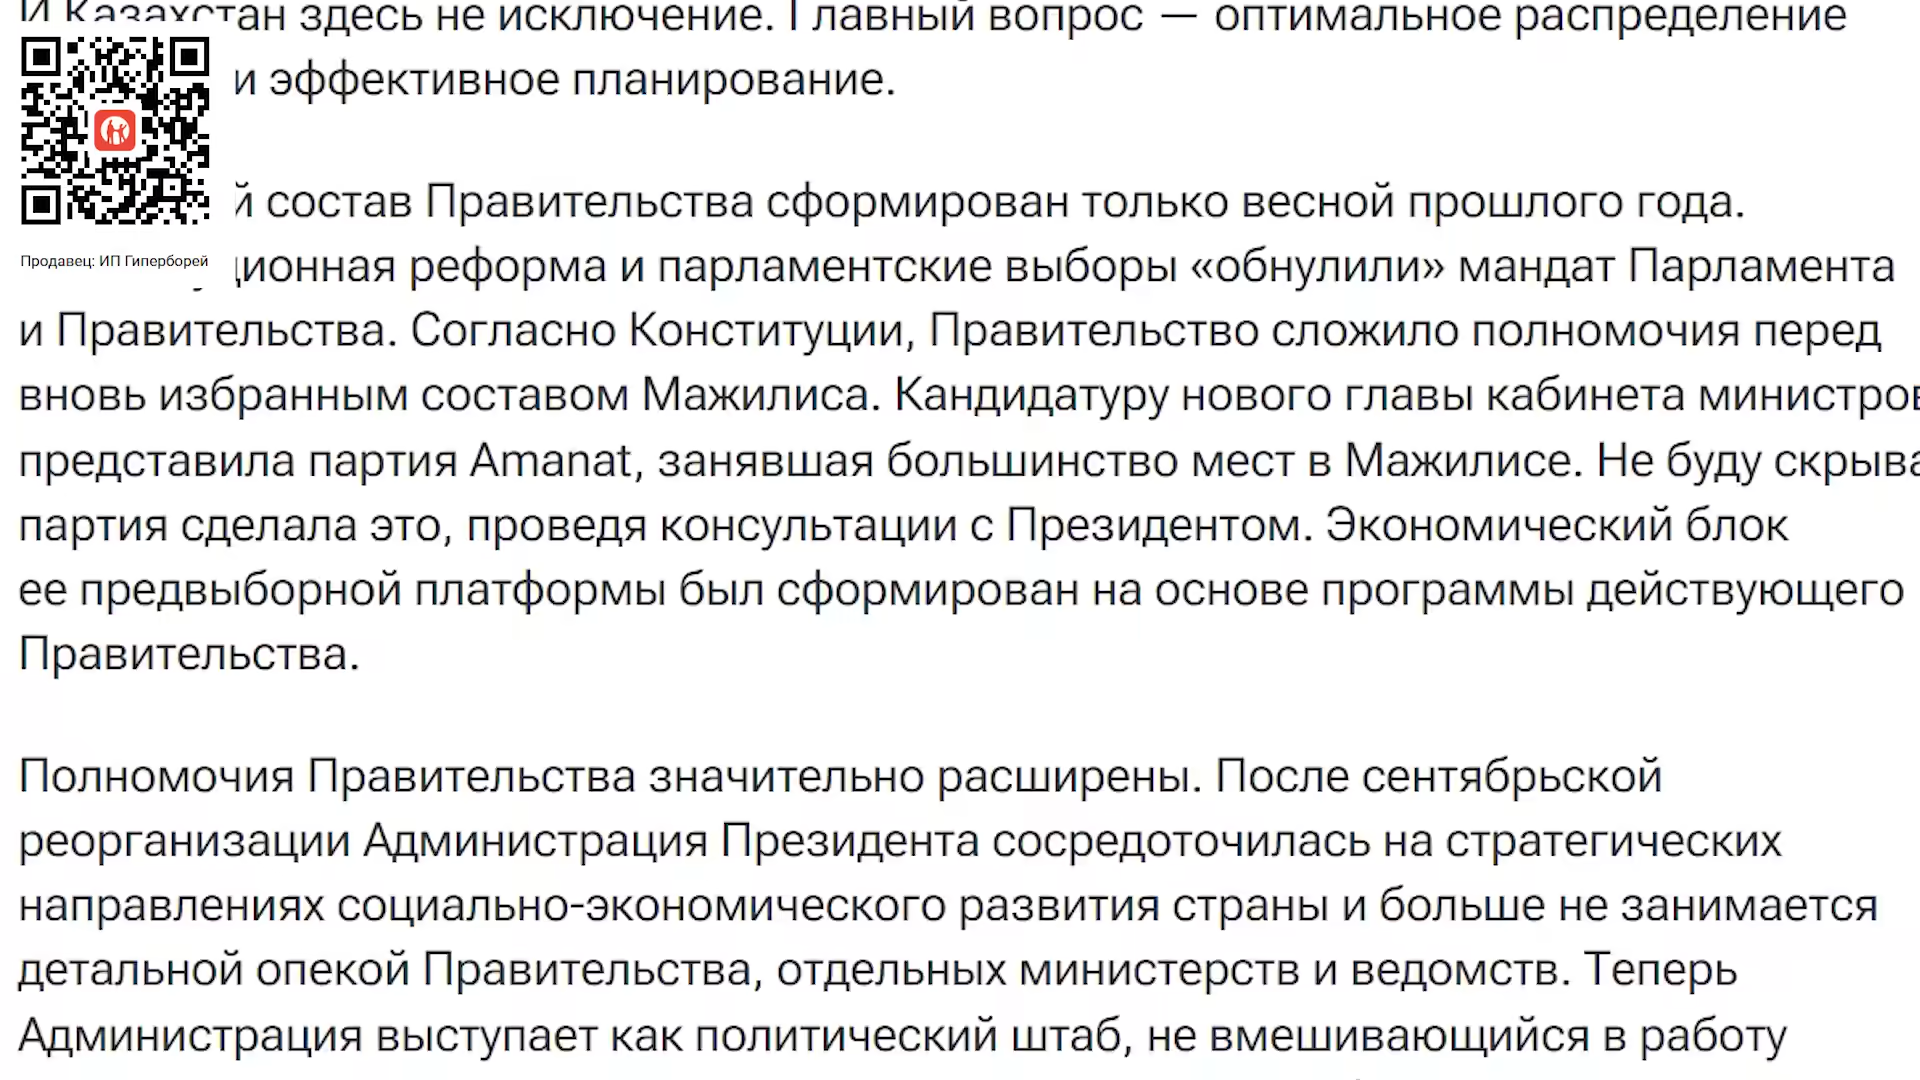 И Казахстан здесь не исключение. Главный вопрос — оптимальное распределение
и эффективное планирование.
состав Правительства сформирован только весной прошлого года.
Продавец: ИП Гиперборей
реформа и парламентские выборы «обнулили» мандат Парламента
и Правительства. Согласно Конституции, Правительство сложило полномочия перед
вновь избранным составом Мажилиса. Кандидатуру нового главы кабинета министров
представила партия Amanat, занявшая большинство мест в Мажилисе. Не буду скрыва
партия сделала это, проведя консультации с Президентом. Экономический блок
ее предвыборной платформы был сформирован на основе программы действующего
Правительства.
Полномочия Правительства значительно расширены. После сентябрьской
реорганизации Администрация Президента сосредоточилась на стратегических
направлениях социально-экономического развития страны и больше не занимается
детальной опекой Правительства, отдельных министерств и ведомств. Теперь
Администрация выступает как политический штаб, не вмешивающийся в работу